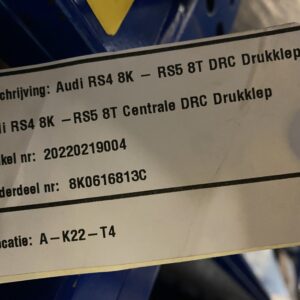 chrijving: Audi RS4 8K – RS5 8T DRC Drukklep
i RS4 8K –RS5 8T Centrale DRC Drukklep
kel nr: 20220219004
derdeel nr: 8K0616813C
ocatie: A–K22–T4